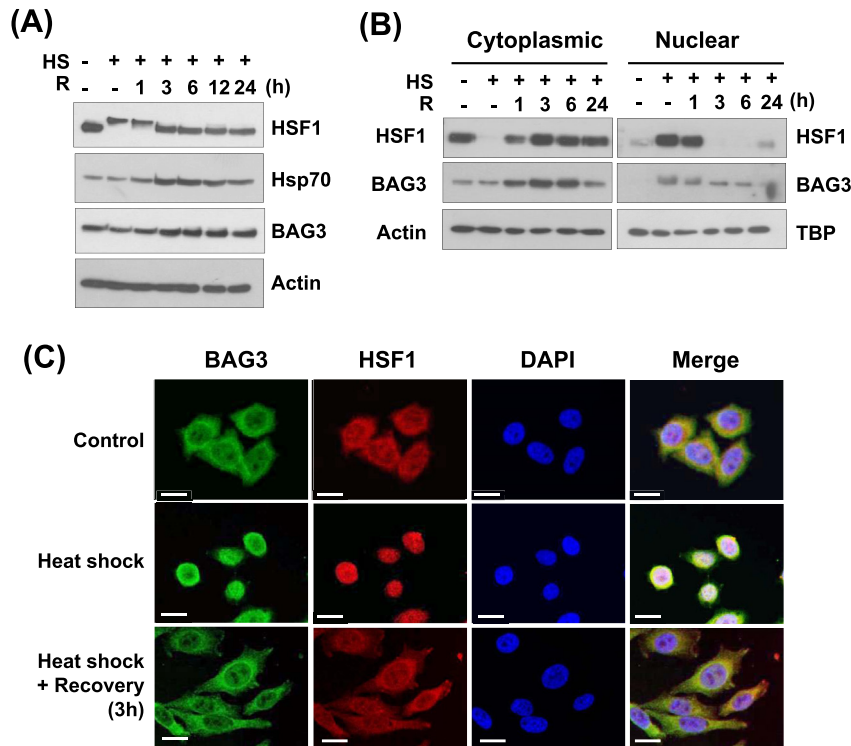 (A)
HS - + + + + + +
R - - 1 3 6 12 24 (h)
HSF1
Hsp70
BAG3
Actin
(B)
Cytoplasmic Nuclear
HS - + + + + + - + + + + +
R - - 1 3 6 24 - - 1 3 6 24 (h)
HSF1 HSF1
BAG3 BAG3
Actin TBP
(C)
BAG3 HSF1 DAPI Merge
Control
Heat shock
Heat shock
+ Recovery
(3h)